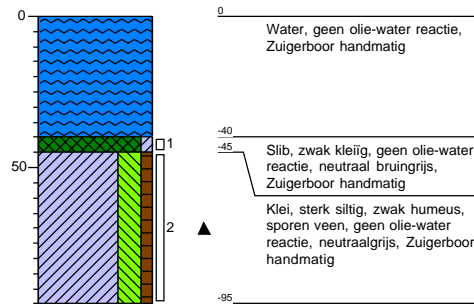 0
0
Water, geen olie-water reactie,
Zuigerboor handmatig
-40
1
-45
Slib, zwak kleiïg, geen olie-water
reactie, neutraal bruingrijs,
Zuigerboor handmatig
50
2
Klei, sterk siltig, zwak humeus,
sporen veen, geen olie-water
reactie, neutraalgrijs, Zuigerboor
handmatig
-95